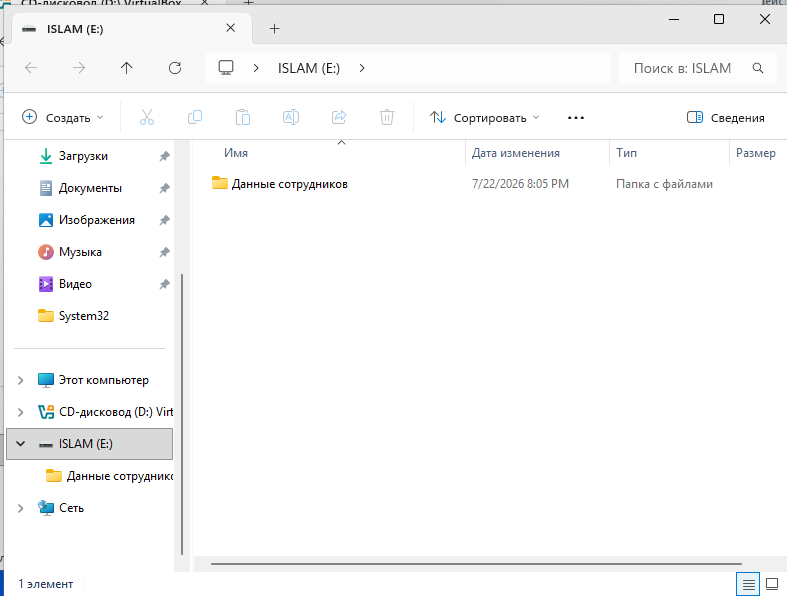 CD-дисковод (D:) VirtualBox
ISLAM (E:)
ISLAM (E:)
Поиск в: ISLAM
Создать
Сортировать
Сведения
Загрузки
Документы
Изображения
Музыка
Видео
System32
Этот компьютер
CD-дисковод (D:) Virt
ISLAM (E:)
Данные сотруднико
Сеть
Имя
Дата изменения
Тип
Размер
Данные сотрудников
7/22/2026 8:05 PM
Папка с файлами
1 элемент